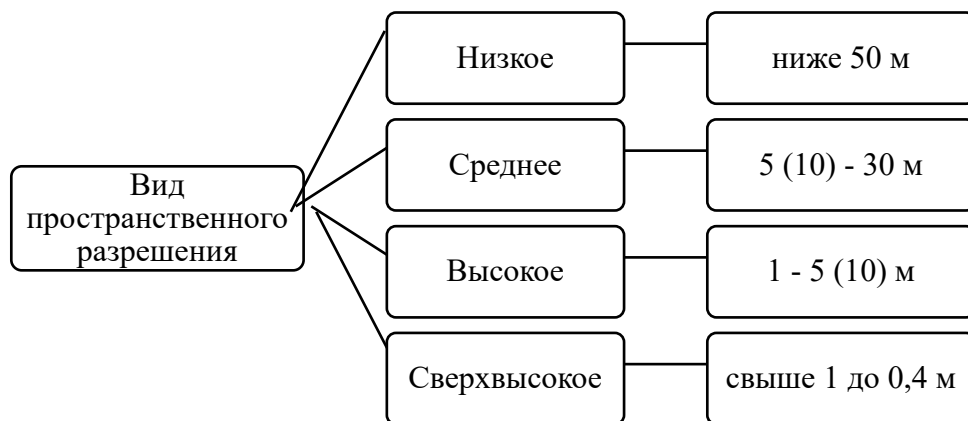 Вид
пространственного
разрешения
Низкое
ниже 50 м
Среднее
5 (10) - 30 м
Высокое
1 - 5 (10) м
Сверхвысокое
свыше 1 до 0,4 м